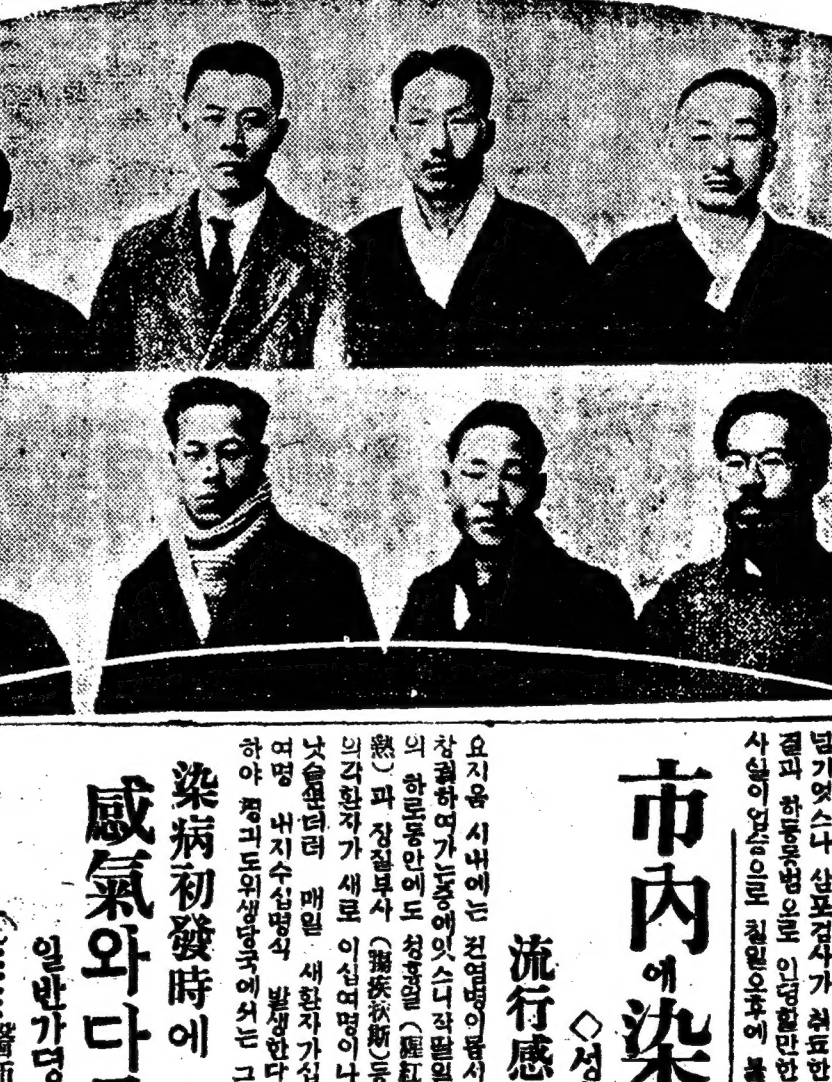 넘기엇스나 삼포검사가 취료한
결과 하등동범으로 인뎡할만한
사실이업슴으로 칠일오후에 불
市內에染
◇성
流行感
요지음 시내에는 뎐염병이몹시
창궐하여가는중에잇스니 작팔일
의 하로동안에도 성홍열(猩紅
熱)과 장질부사(腸疾扶斯)등
의각환자가 새로 이십여명이나
낫슬뿐더러 매일 새환자가십
여명 내지수십명식 발생한다
하야 경긔도위생당국에서는 그
染病初發時에
感氣와다
일반가뎡